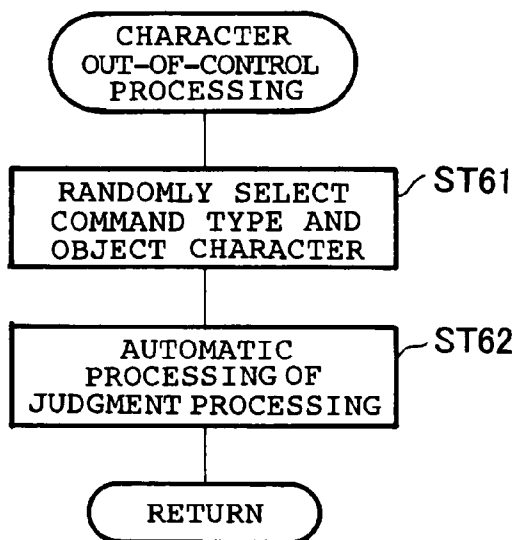 CHARACTER
OUT-OF-CONTROL
PROCESSING
RANDOMLY SELECT
COMMAND TYPE AND
OBJECT CHARACTER
ST61
AUTOMATIC
PROCESSING OF
JUDGMENT PROCESSING
ST62
RETURN